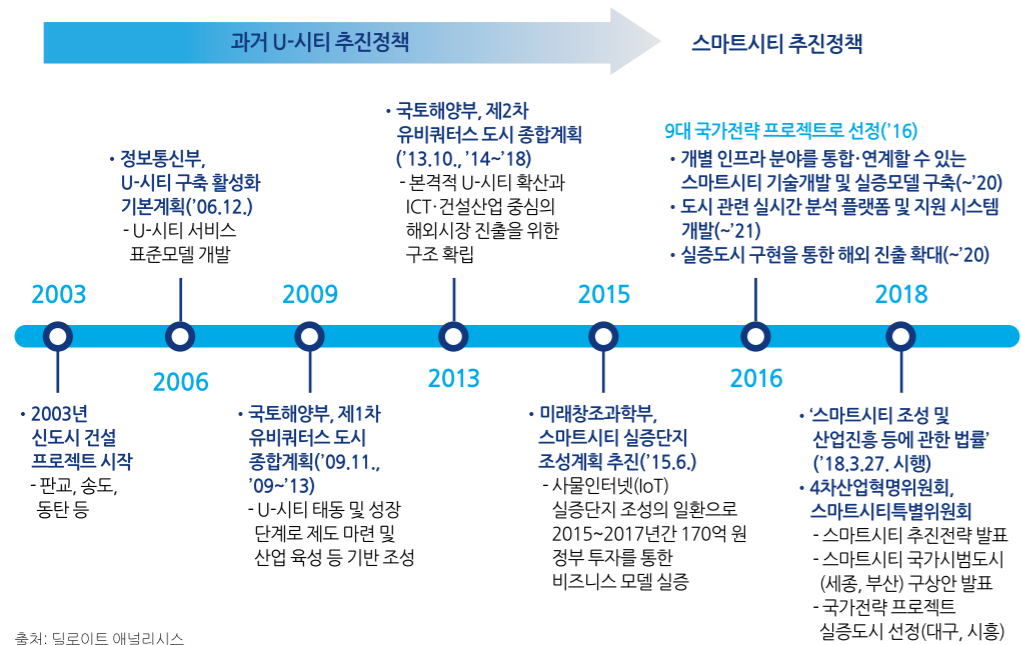 과거 U-시티 추진정책
스마트시티 추진정책
2003
• 2003년
신도시 건설
프로젝트 시작
- 판교, 송도,
동탄 등
• 정보통신부,
U-시티 구축 활성화
기본계획(’06.12.)
- U-시티 서비스
표준모델 개발
2006
2009
• 국토해양부, 제1차
유비쿼터스 도시
종합계획(’09.11.,
’09~’13)
- U-시티 태동 및 성장
단계로 제도 마련 및
산업 육성 등 기반 조성
• 국토해양부, 제2차
유비쿼터스 도시 종합계획
(’13.10., ’14~’18)
- 본격적 U-시티 확산과
ICT·건설산업 중심의
해외시장 진출을 위한
구조 확립
2013
2015
• 미래창조과학부,
스마트시티 실증단지
조성계획 추진(’15.6.)
- 사물인터넷(IoT)
실증단지 조성의 일환으로
2015~2017년간 170억 원
정부 투자를 통한
비즈니스 모델 실증
9대 국가전략 프로젝트로 선정(’16)
• 개별 인프라 분야를 통합·연계할 수 있는
스마트시티 기술개발 및 실증모델 구축(~’20)
• 도시 관련 실시간 분석 플랫폼 및 지원 시스템
개발(~’21)
• 실증도시 구현을 통한 해외 진출 확대(~’20)
2016
2018
• ‘스마트시티 조성 및
산업진흥 등에 관한 법률’
(’18.3.27. 시행)
• 4차산업혁명위원회,
스마트시티특별위원회
- 스마트시티 추진전략 발표
- 스마트시티 국가시범도시
(세종, 부산) 구상안 발표
- 국가전략 프로젝트
실증도시 선정(대구, 시흥)
출처: 딜로이트 애널리시스